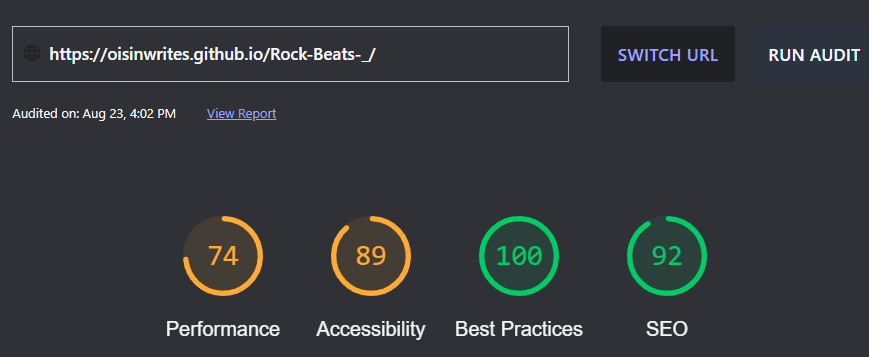 https://oisinwrites.github.io/Rock-Beats-_/ SWITCH URL RUN AUDIT
Audited on: Aug 23, 4:02 PM View Report
74 89 100 92
Performance Accessibility Best Practices SEO